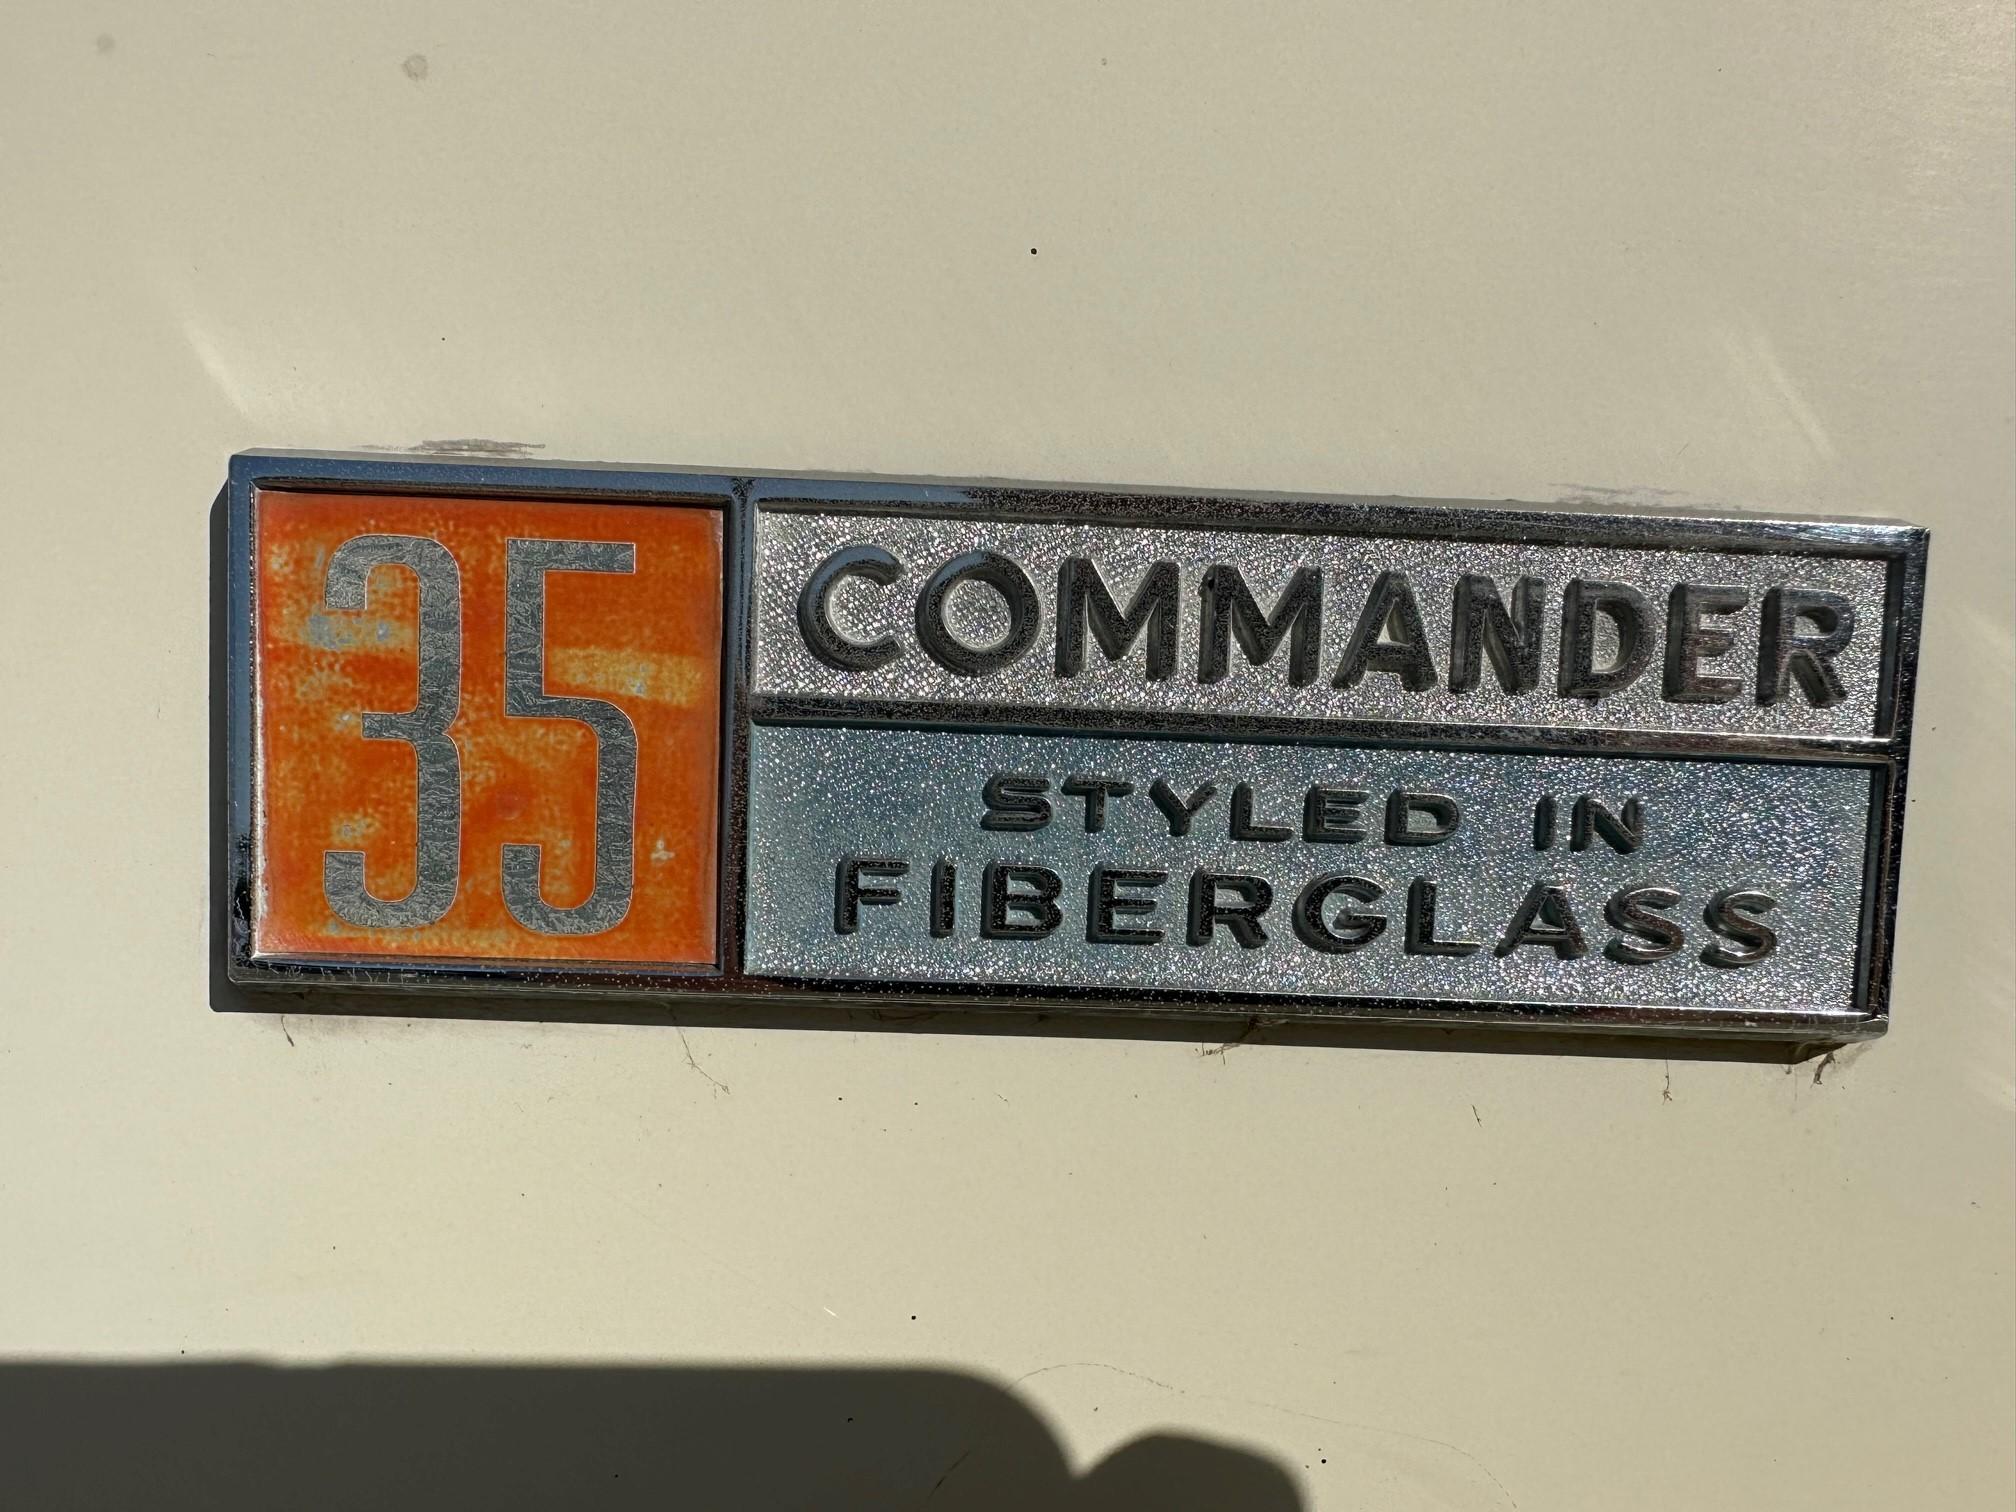 35
COMMANDER
STYLED IN
FIBERGLASS